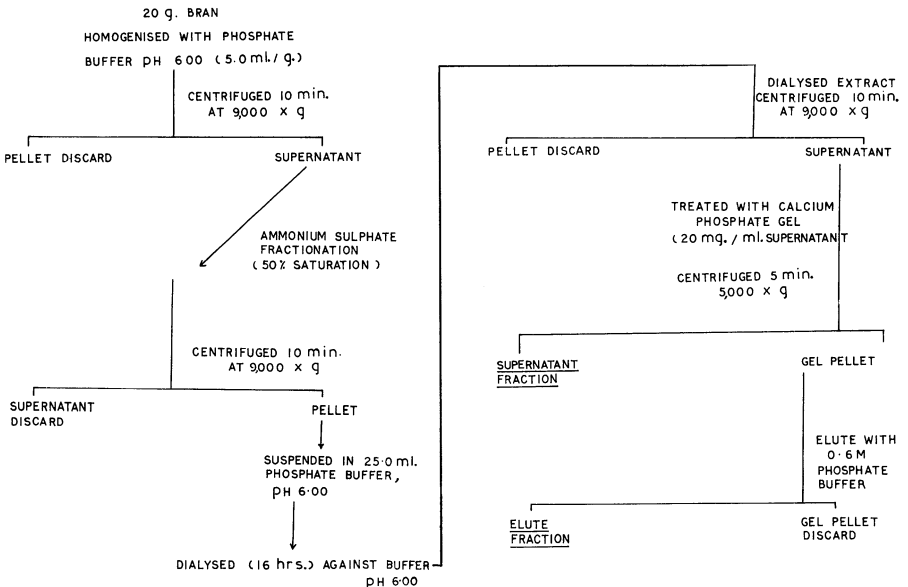 20 g. BRAN
HOMOGENISED WITH PHOSPHATE
BUFFER pH 6·00 (5.0 ml./g.)
CENTRIFUGED 10 min.
AT 9,000 x g
PELLET DISCARD
SUPERNATANT
AMMONIUM SULPHATE
FRACTIONATION
(50% SATURATION)
CENTRIFUGED 10 min.
AT 9,000 x g
SUPERNATANT
DISCARD
PELLET
SUSPENDED IN 25·0 ml.
PHOSPHATE BUFFER,
pH 6·00
DIALYSED (16 hrs.) AGAINST BUFFER
pH 6·00
DIALYSED EXTRACT
CENTRIFUGED 10 min.
AT 9,000 x g
PELLET DISCARD
SUPERNATANT
TREATED WITH CALCIUM
PHOSPHATE GEL
(20 mg. / ml. SUPERNATANT
CENTRIFUGED 5 min.
5,000 x g
SUPERNATANT
FRACTION
GEL PELLET
ELUTE WITH
0·6 M
PHOSPHATE
BUFFER
ELUTE
FRACTION
GEL PELLET
DISCARD